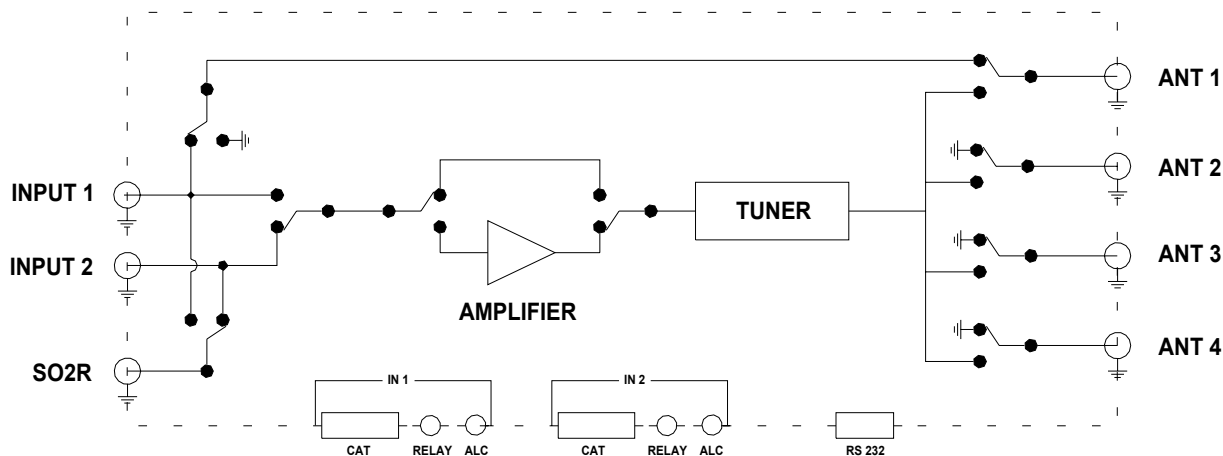 ANT 1
ANT 2
INPUT 1
TUNER
INPUT 2
ANT 3
AMPLIFIER
ANT 4
SO2R
IN 1
IN 2
CAT
RELAY
ALC
CAT
RELAY
ALC
RS 232